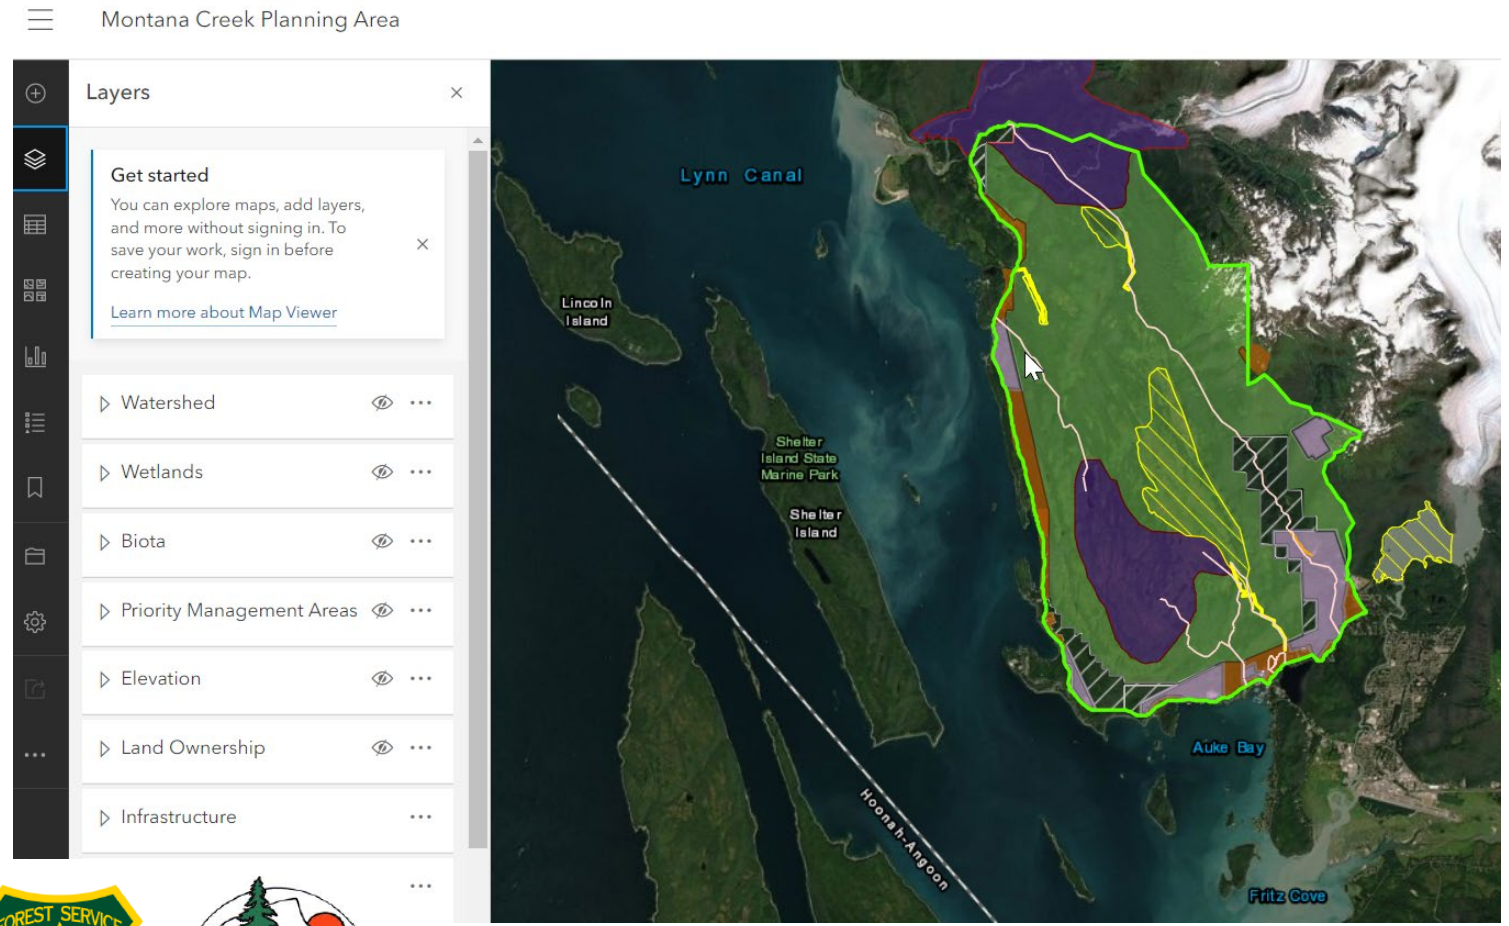 Montana Creek Planning Area
Layers
Get started
You can explore maps, add layers,
and more without signing in. To
save your work, sign in before
creating your map.
Learn more about Map Viewer
Watershed
Wetlands
Biota
Priority Management Areas
Elevation
Land Ownership
Infrastructure
FOREST SERVICE
Lynn Canal
Lincoln
Island
Shelter
Island State
Marine Park
Shelter
Island
Auke Bay
Hoonah-Angoon
Fritz Cove